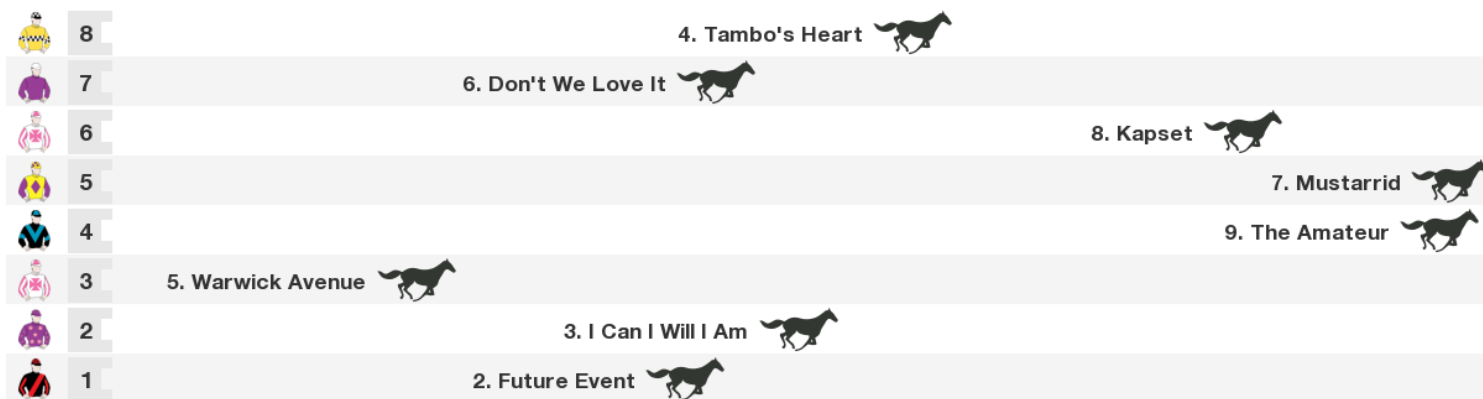 8 4. Tambo's Heart
7 6. Don't We Love It
6 8. Kapset
5 7. Mustarrid
4 9. The Amateur
3 5. Warwick Avenue
2 3. I Can I Will I Am
1 2. Future Event